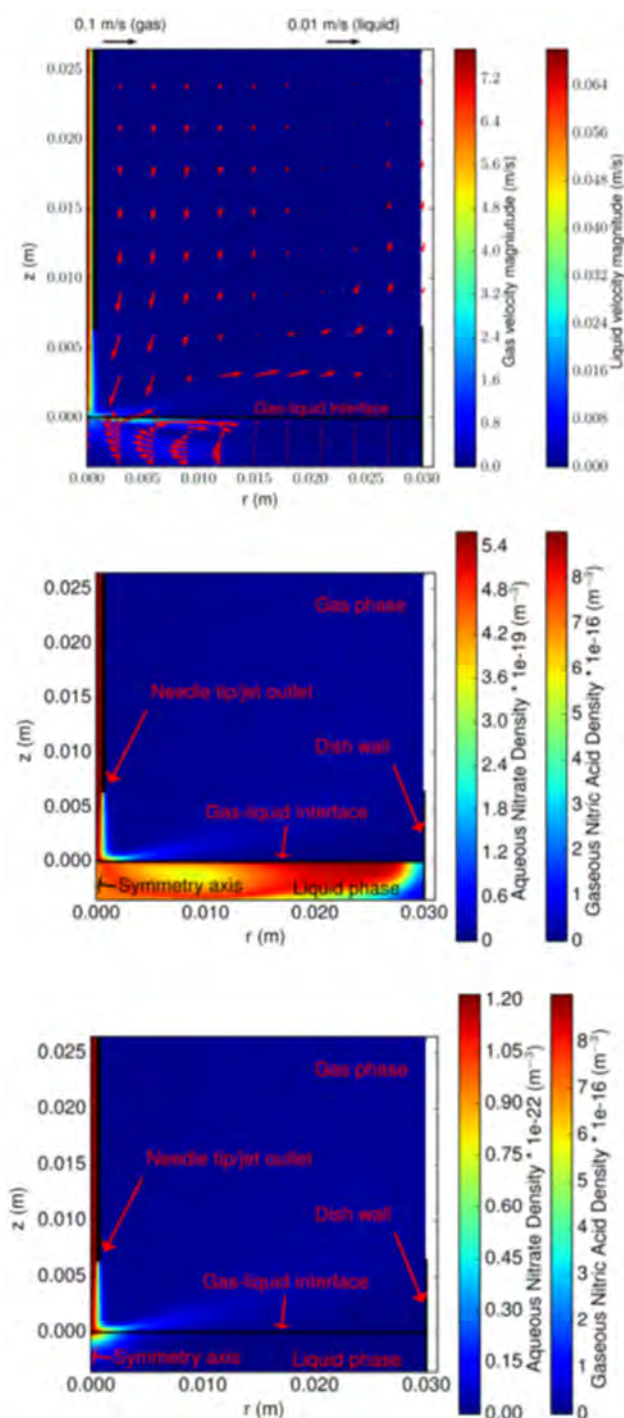 0.1 m/s (gas)
0.01 m/s (liquid)
0.025
0.020
0.015
0.010
0.005
0.000
z (m)
Gas-liquid Interface
0.000 0.005 0.010 0.015 0.020 0.025 0.030
r (m)
7.2
6.4
5.6
4.8
4.0
3.2
2.4
1.6
0.8
0.0
Gas velocity magniutude (m/s)
0.064
0.056
0.048
0.040
0.032
0.024
0.016
0.008
0.000
Liquid velocity magnitude (m/s)
0.025
0.020
0.015
0.010
0.005
0.000
z (m)
Gas phase
Needle tip/jet outlet
Dish wall
Gas-liquid interface
Symmetry axis
Liquid phase
0.000 0.010 0.020 0.030
r (m)
5.4
4.8
4.2
3.6
3.0
2.4
1.8
1.2
0.6
0
Aqueous Nitrate Density * 1e-19 (m⁻³)
8
7
6
5
4
3
2
1
0
Gaseous Nitric Acid Density * 1e-16 (m⁻³)
0.025
0.020
0.015
0.010
0.005
0.000
z (m)
Gas phase
Needle tip/jet outlet
Dish wall
Gas-liquid interface
Symmetry axis
Liquid phase
0.000 0.010 0.020 0.030
r (m)
1.20
1.05
0.90
0.75
0.60
0.45
0.30
0.15
0.00
Aqueous Nitrate Density * 1e-22 (m⁻³)
8
7
6
5
4
3
2
1
0
Gaseous Nitric Acid Density * 1e-16 (m⁻³)